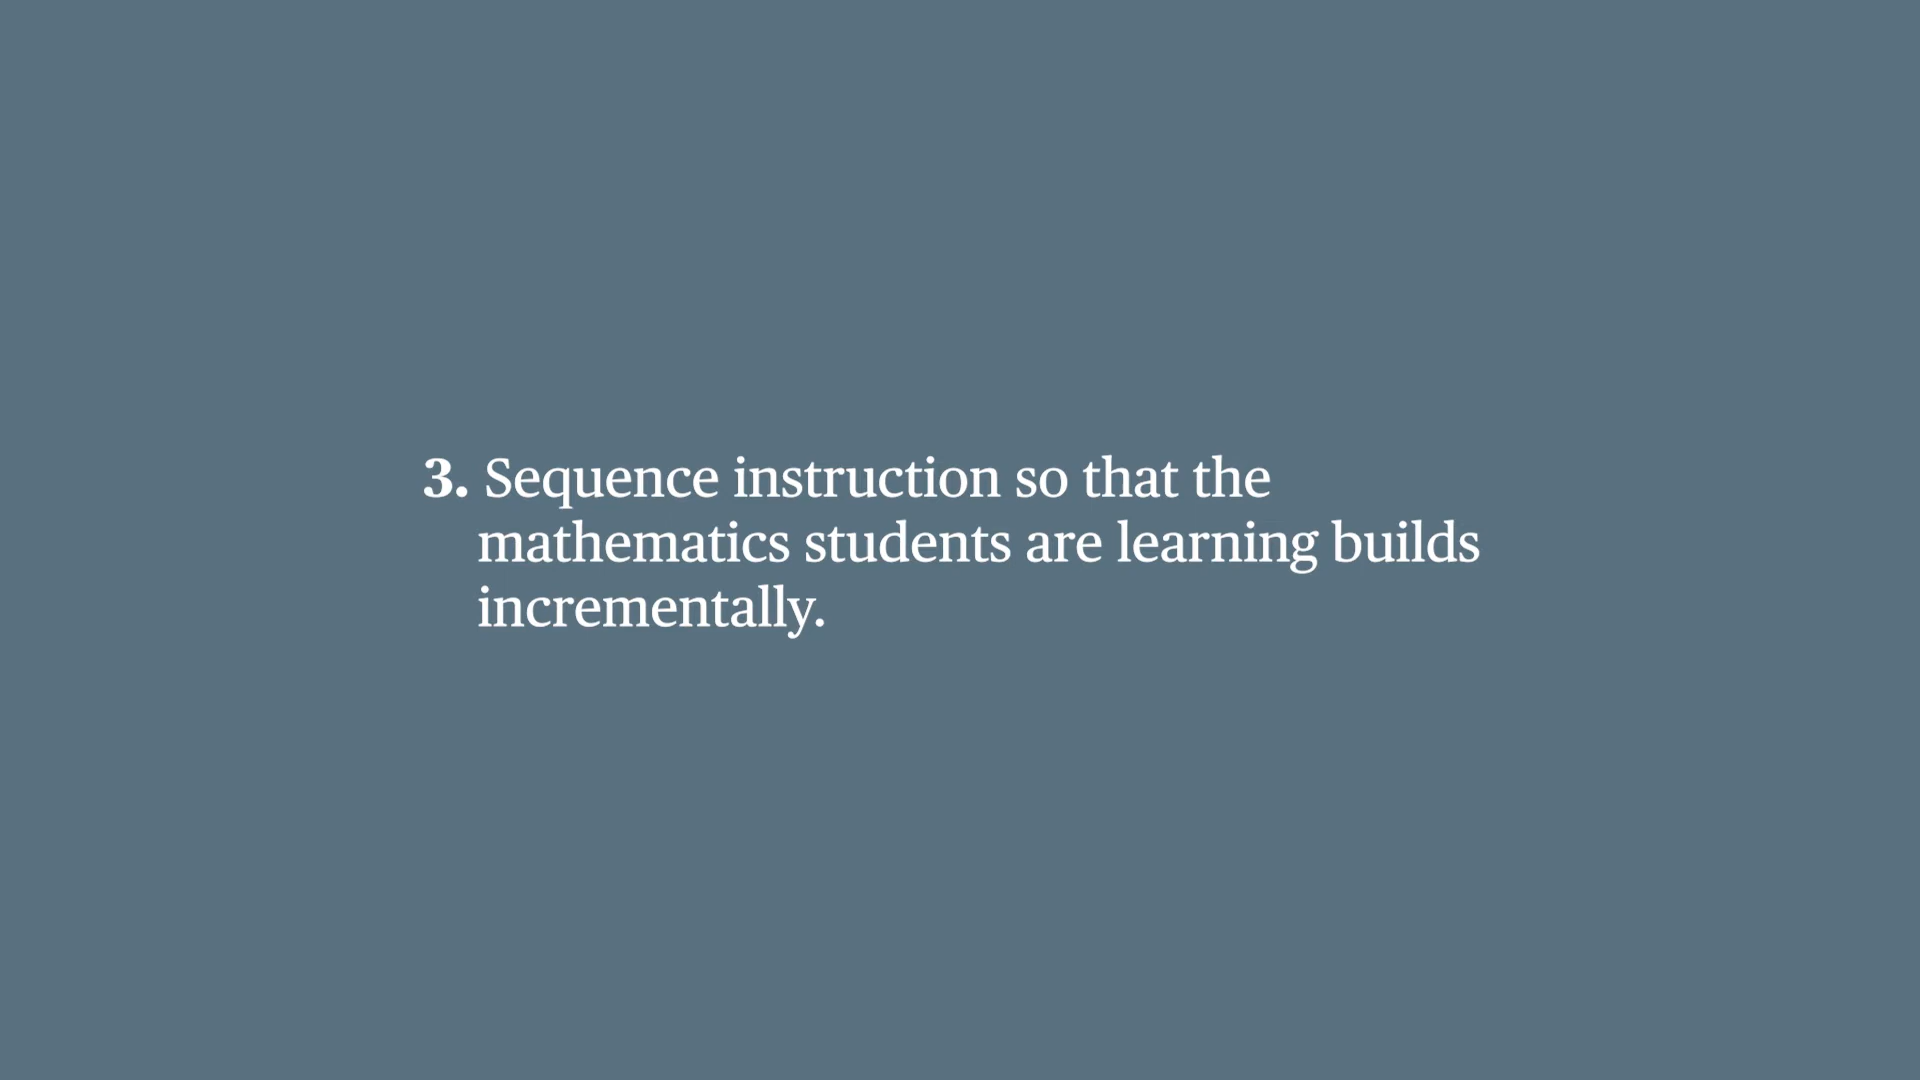 3. Sequence instruction so that the
mathematics students are learning builds
incrementally.